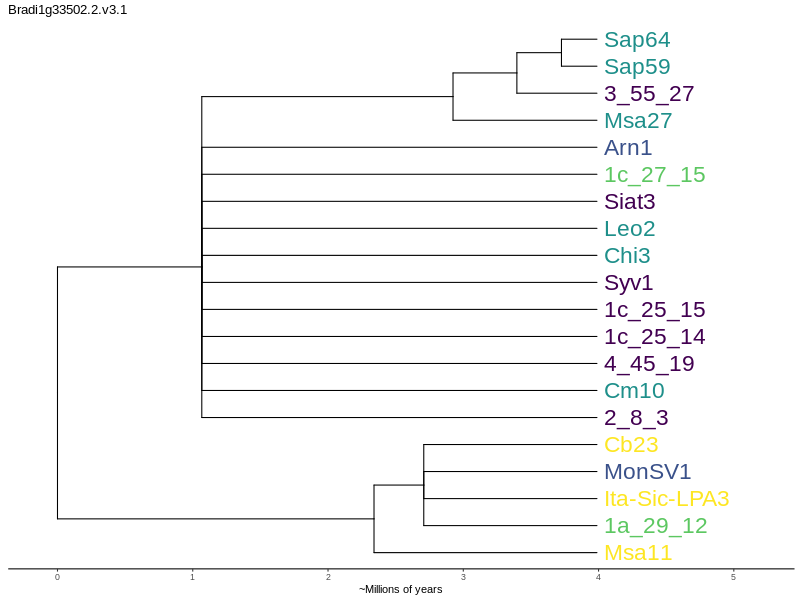 Bradi1g33502.2.v3.1
Sap64
Sap59
3_55_27
Msa27
Arn1
1c_27_15
Siat3
Leo2
Chi3
Syv1
1c_25_15
1c_25_14
4_45_19
Cm10
2_8_3
Cb23
MonSV1
Ita-Sic-LPA3
1a_29_12
Msa11
0 1 2 3 4 5
~Millions of years